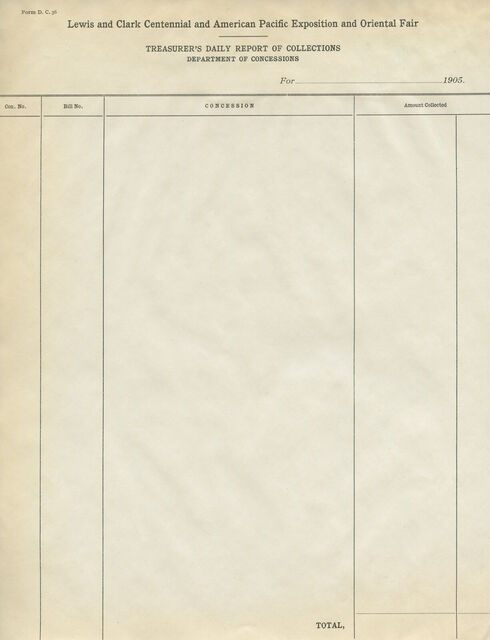 Form D. C. 36
Lewis and Clark Centennial and American Pacific Exposition and Oriental Fair
TREASURER'S DAILY REPORT OF COLLECTIONS
DEPARTMENT OF CONCESSIONS
For 1905.
Con. No. Bill No. CONCESSION Amount Collected
TOTAL,